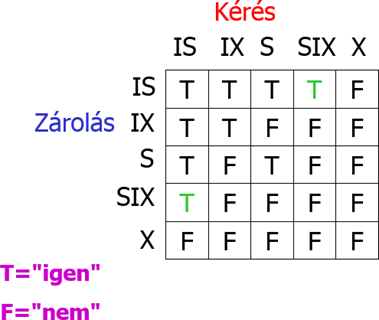 Kérés
IS IX S SIX X
IS T T T T F
Zárolás IX T T F F F
S T F T F F
SIX T F F F F
X F F F F F
T="igen"
F="nem"